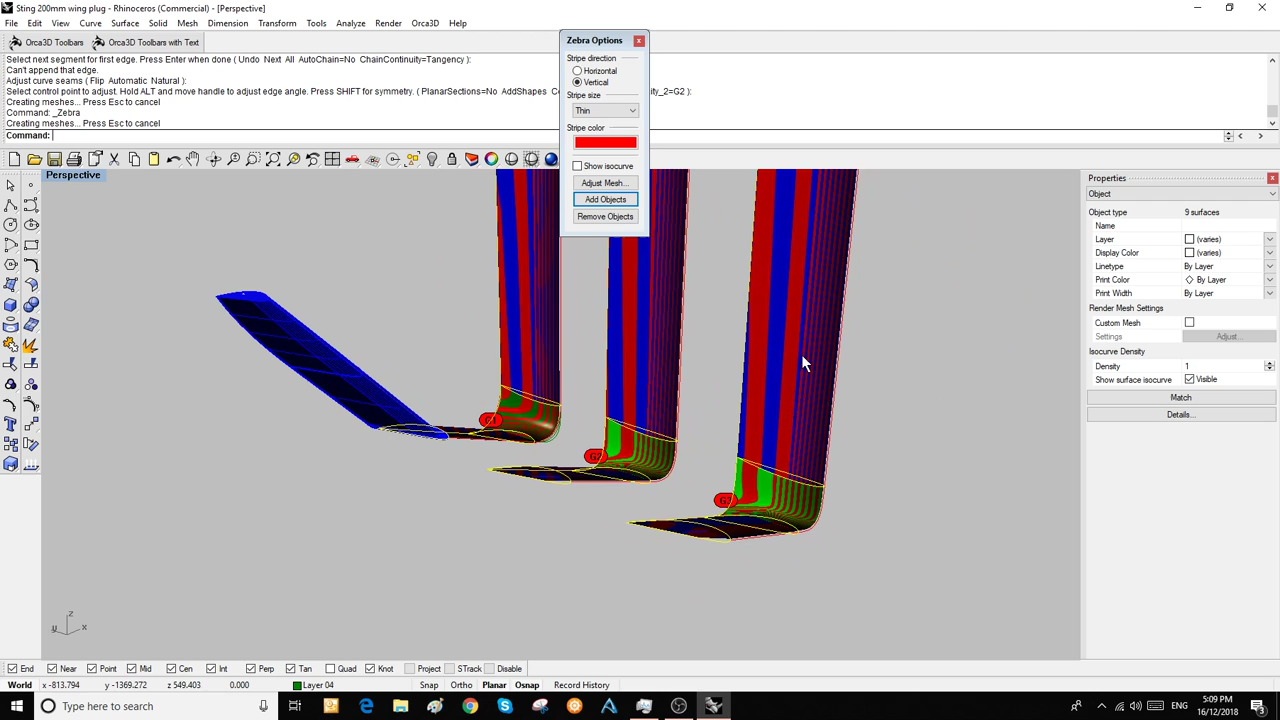 Sting 200mm wing plug - Rhinoceros (Commercial) - [Perspective]
File Edit View Curve Surface Solid Mesh Dimension Transform Tools Analyze Render Orca3D Help
Orca3D Toolbars Orca3D Toolbars with Text
Select next segment for first edge. Press Enter when done ( Undo Next All AutoChain=No ChainContinuity=Tangency ):
Can't append that edge.
Adjust curve seams ( Flip Automatic Natural ):
Select control point to adjust. Hold ALT and move handle to adjust edge angle. Press SHIFT for symmetry. ( PlanarSections=No AddShapes Co ity_2=G2 ):
Creating meshes... Press Esc to cancel
Command: _Zebra
Creating meshes... Press Esc to cancel
Command:
Zebra Options
Stripe direction
Horizontal
Vertical
Stripe size
Thin
Stripe color
Show isocurve
Adjust Mesh...
Add Objects
Remove Objects
Perspective
G1
G2
z
y x
Properties
Object
Object type 9 surfaces
Name
Layer (varies)
Display Color (varies)
Linetype By Layer
Print Color By Layer
Print Width By Layer
Render Mesh Settings
Custom Mesh
Settings Adjust...
Isocurve Density
Density 1
Show surface isocurve Visible
Match
Details...
End Near Point Mid Cen Int Perp Tan Quad Knot Project STrack Disable
World x -813.794 y -1369.272 z 549.403 0.000 Layer 04 Snap Ortho Planar Osnap Record History
Type here to search
5:09 PM
16/12/2018